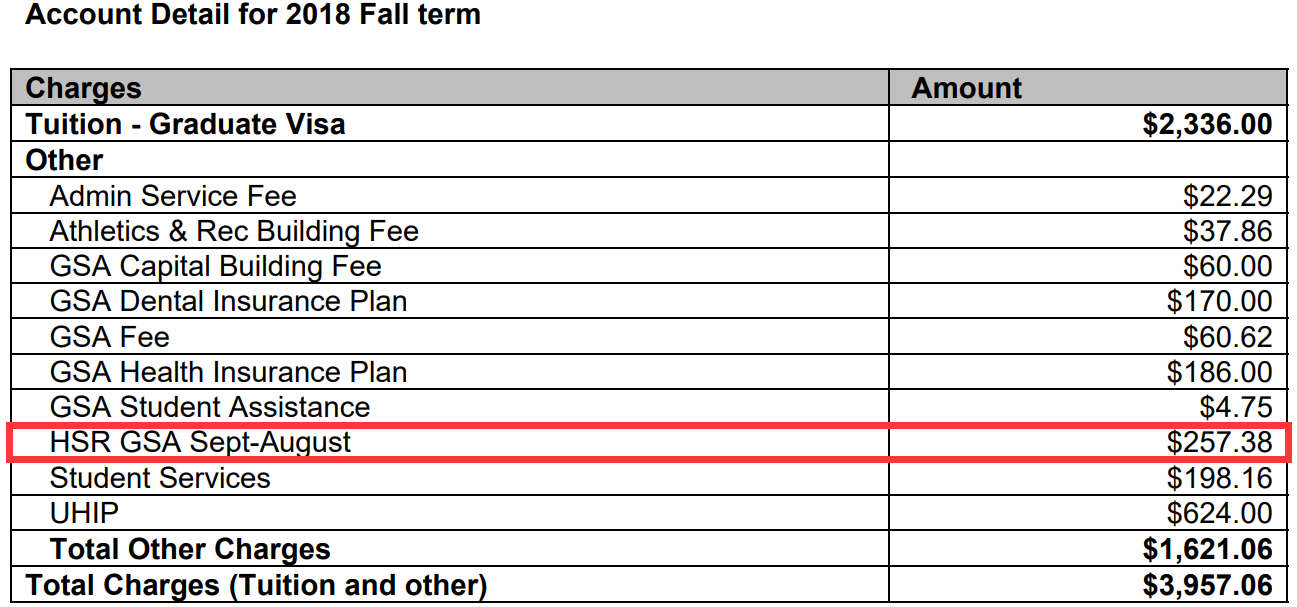 Account Detail for 2018 Fall term
Charges Amount
Tuition - Graduate Visa $2,336.00
Other
Admin Service Fee $22.29
Athletics & Rec Building Fee $37.86
GSA Capital Building Fee $60.00
GSA Dental Insurance Plan $170.00
GSA Fee $60.62
GSA Health Insurance Plan $186.00
GSA Student Assistance $4.75
HSR GSA Sept-August $257.38
Student Services $198.16
UHIP $624.00
Total Other Charges $1,621.06
Total Charges (Tuition and other) $3,957.06